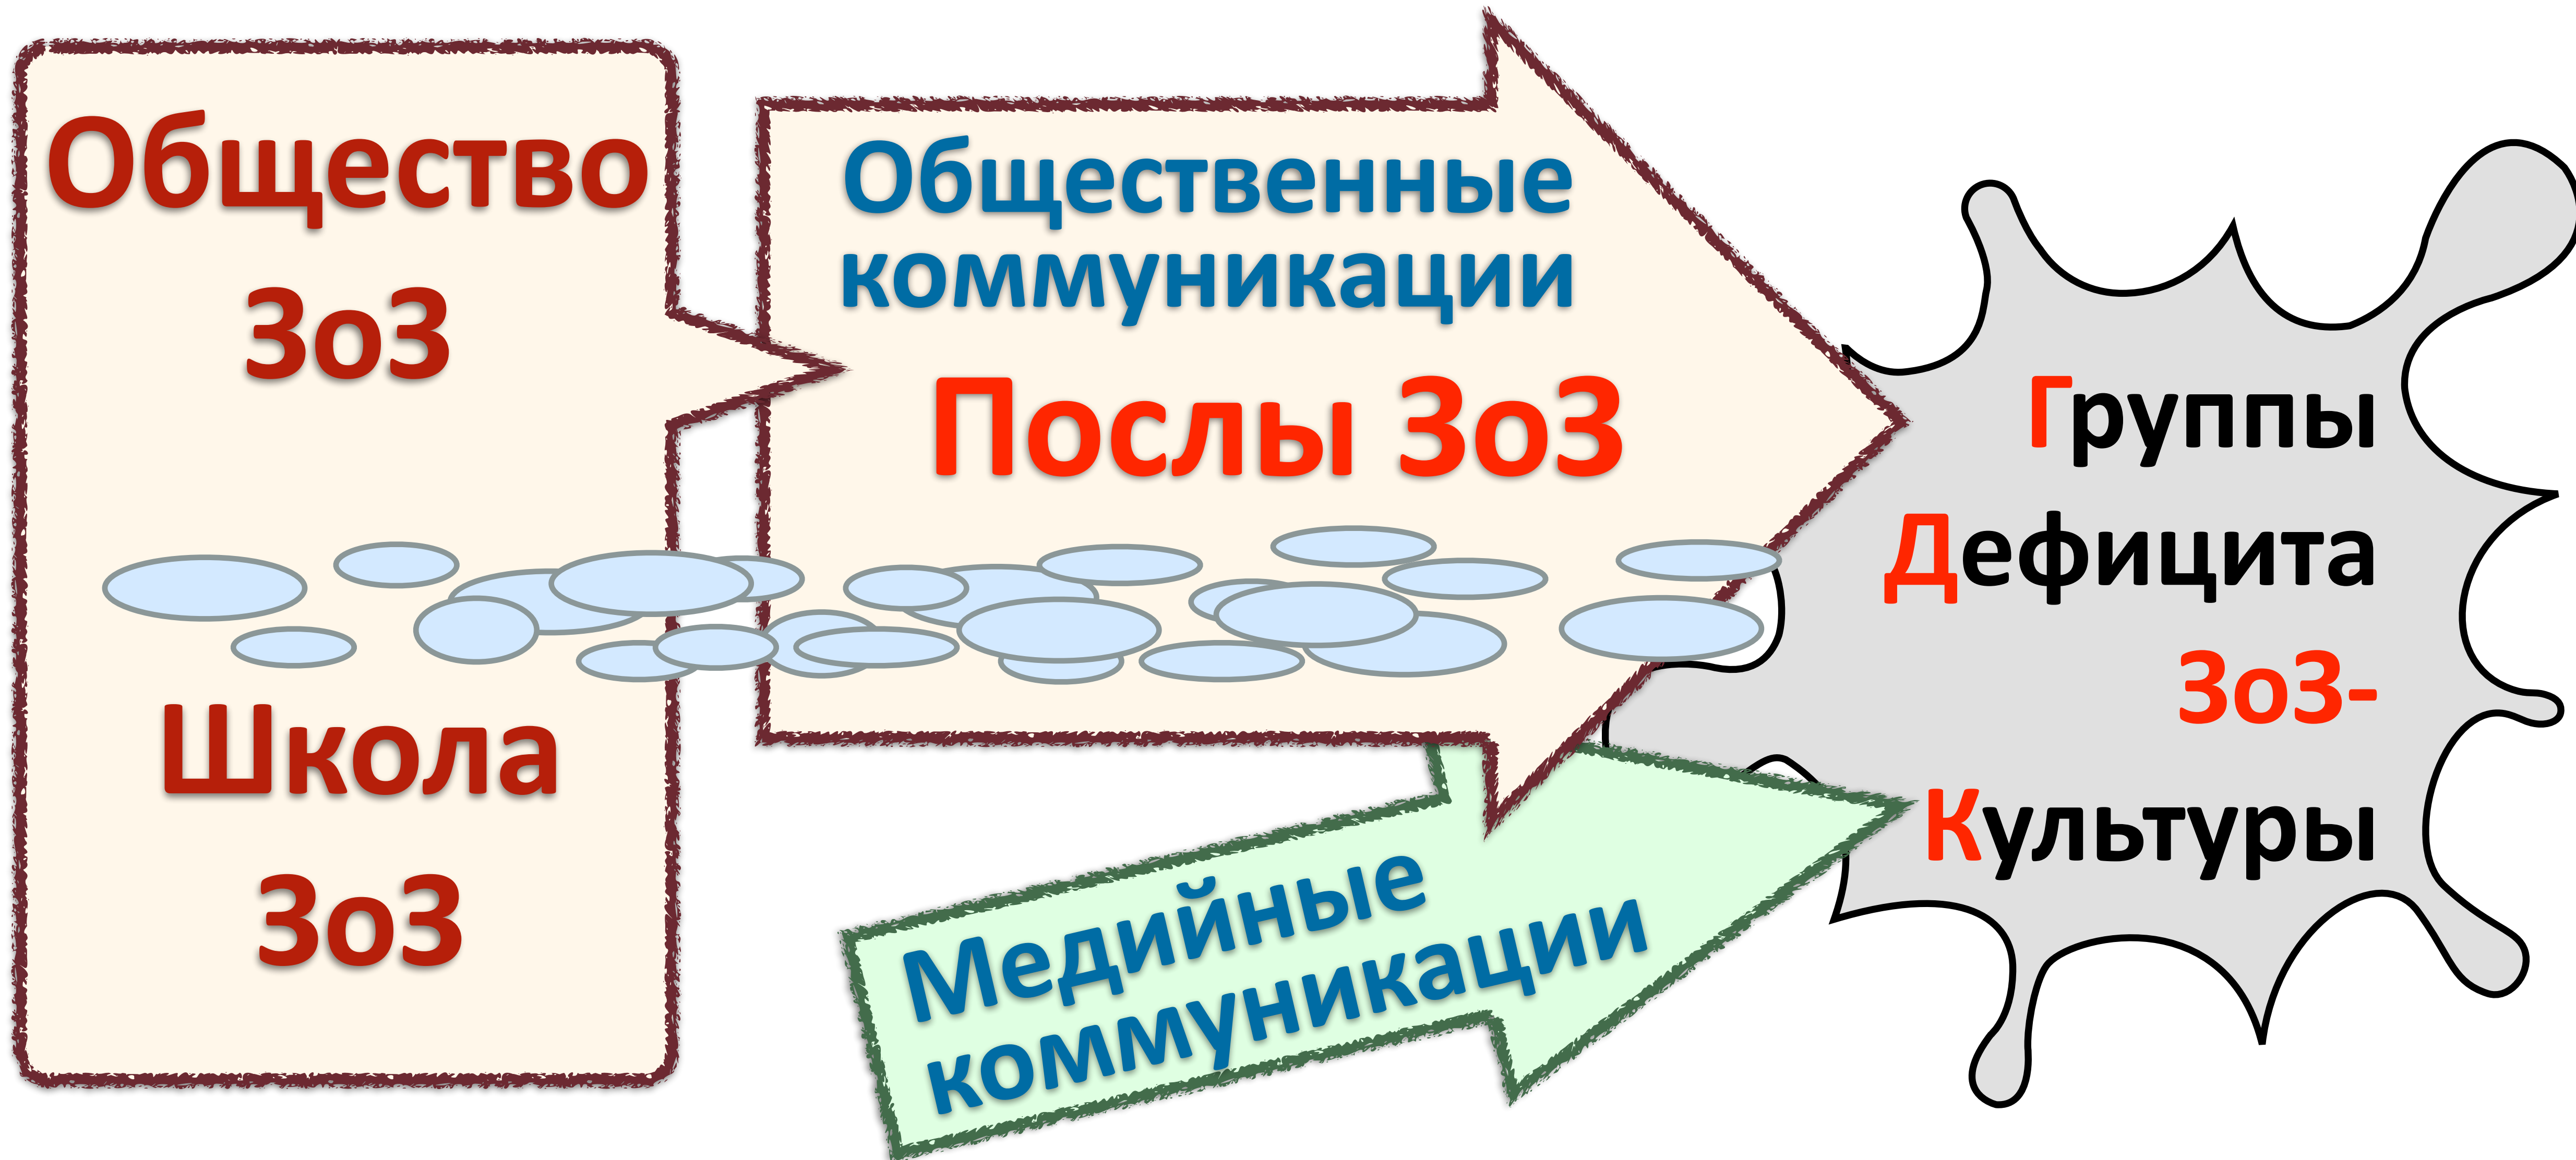 Общество
ЗоЗ
Школа
ЗоЗ
Общественные
коммуникации
Послы ЗоЗ
Медийные
коммуникации
Группы
Дефицита
ЗоЗ-
Культуры